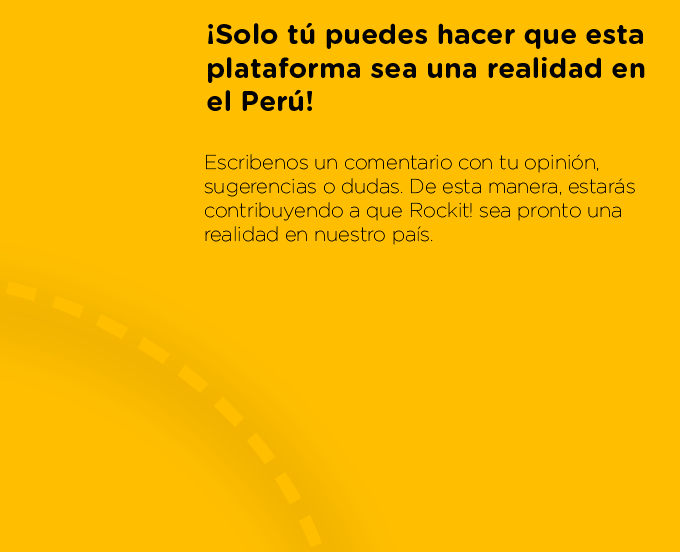 ¡Solo tú puedes hacer que esta
plataforma sea una realidad en
el Perú!
Escribenos un comentario con tu opinión,
sugerencias o dudas. De esta manera, estarás
contribuyendo a que Rockit! sea pronto una
realidad en nuestro país.